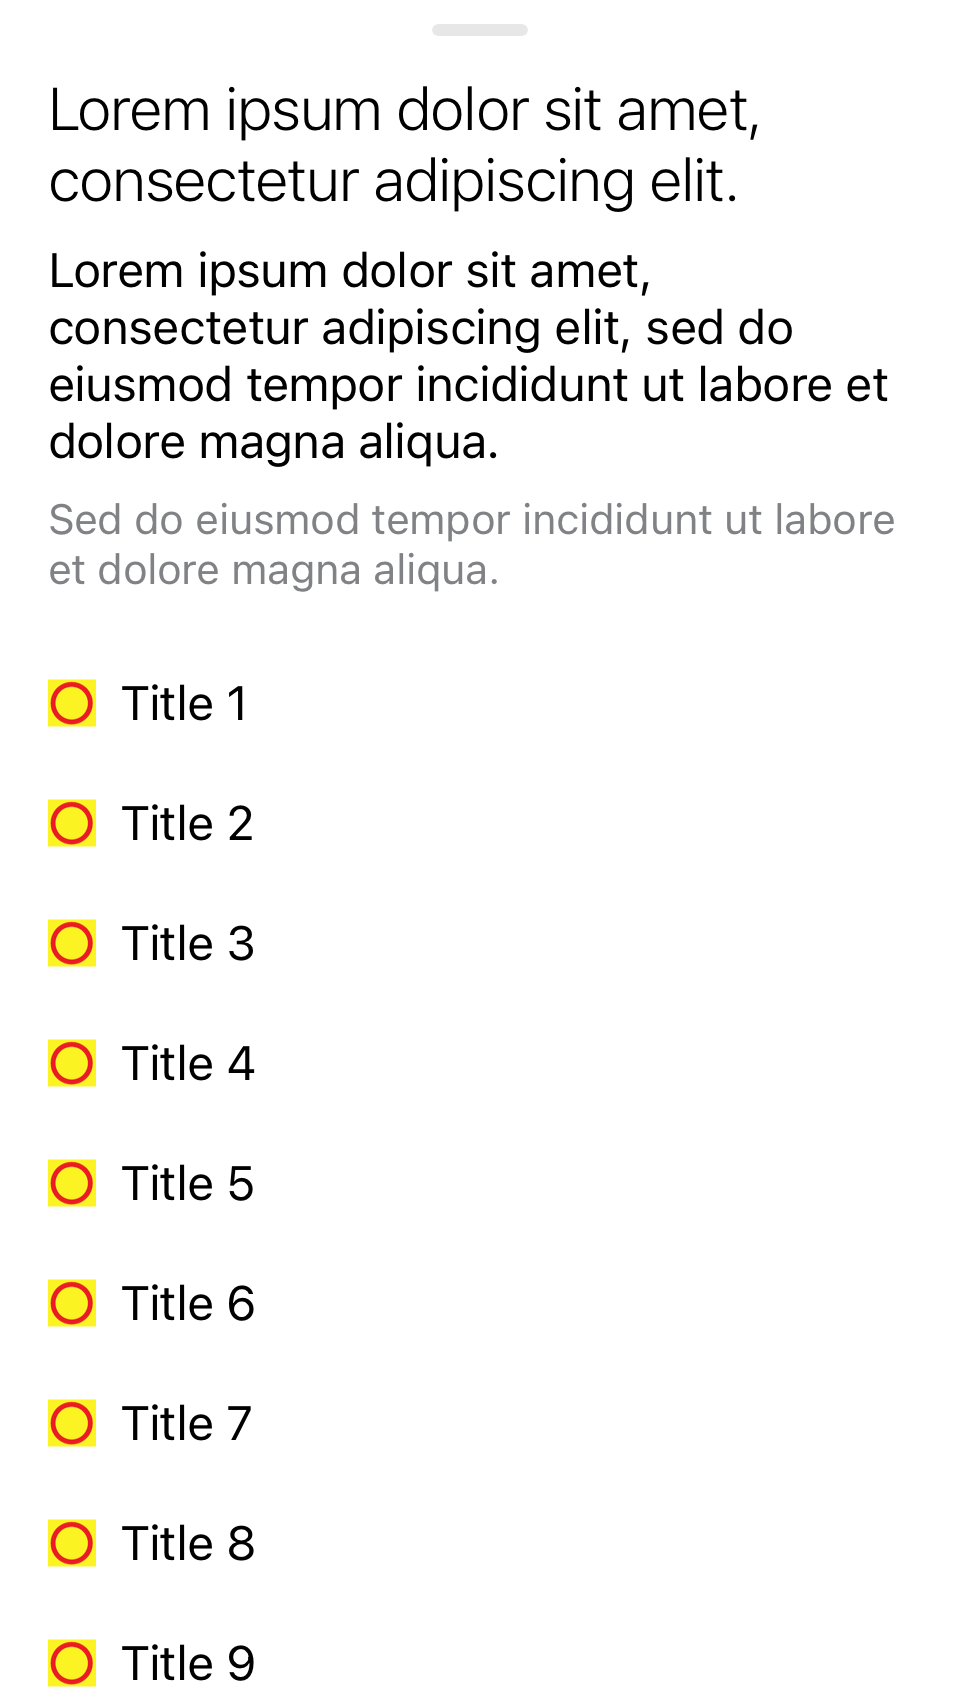 Lorem ipsum dolor sit amet,
consectetur adipiscing elit.
Lorem ipsum dolor sit amet,
consectetur adipiscing elit, sed do
eiusmod tempor incididunt ut labore et
dolore magna aliqua.
Sed do eiusmod tempor incididunt ut labore
et dolore magna aliqua.
Title 1
Title 2
Title 3
Title 4
Title 5
Title 6
Title 7
Title 8
Title 9